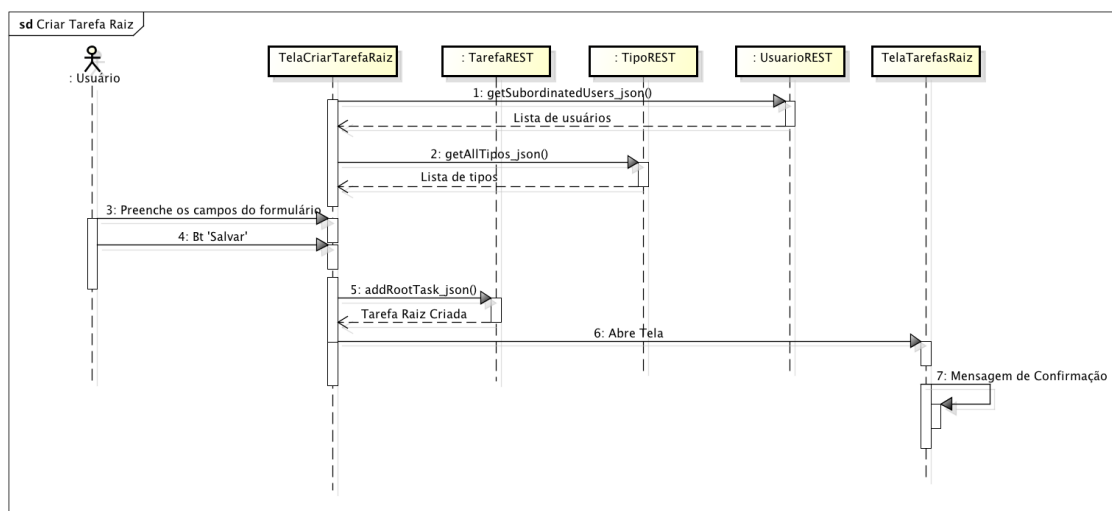 sd Criar Tarefa Raiz
: Usuário
TelaCriarTarefaRaiz
: TarefaREST
: TipoREST
: UsuarioREST
TelaTarefasRaiz
1: getSubordinatedUsers_json()
Lista de usuários
2: getAllTipos_json()
Lista de tipos
3: Preenche os campos do formulário
4: Bt 'Salvar'
5: addRootTask_json()
Tarefa Raiz Criada
6: Abre Tela
7: Mensagem de Confirmação